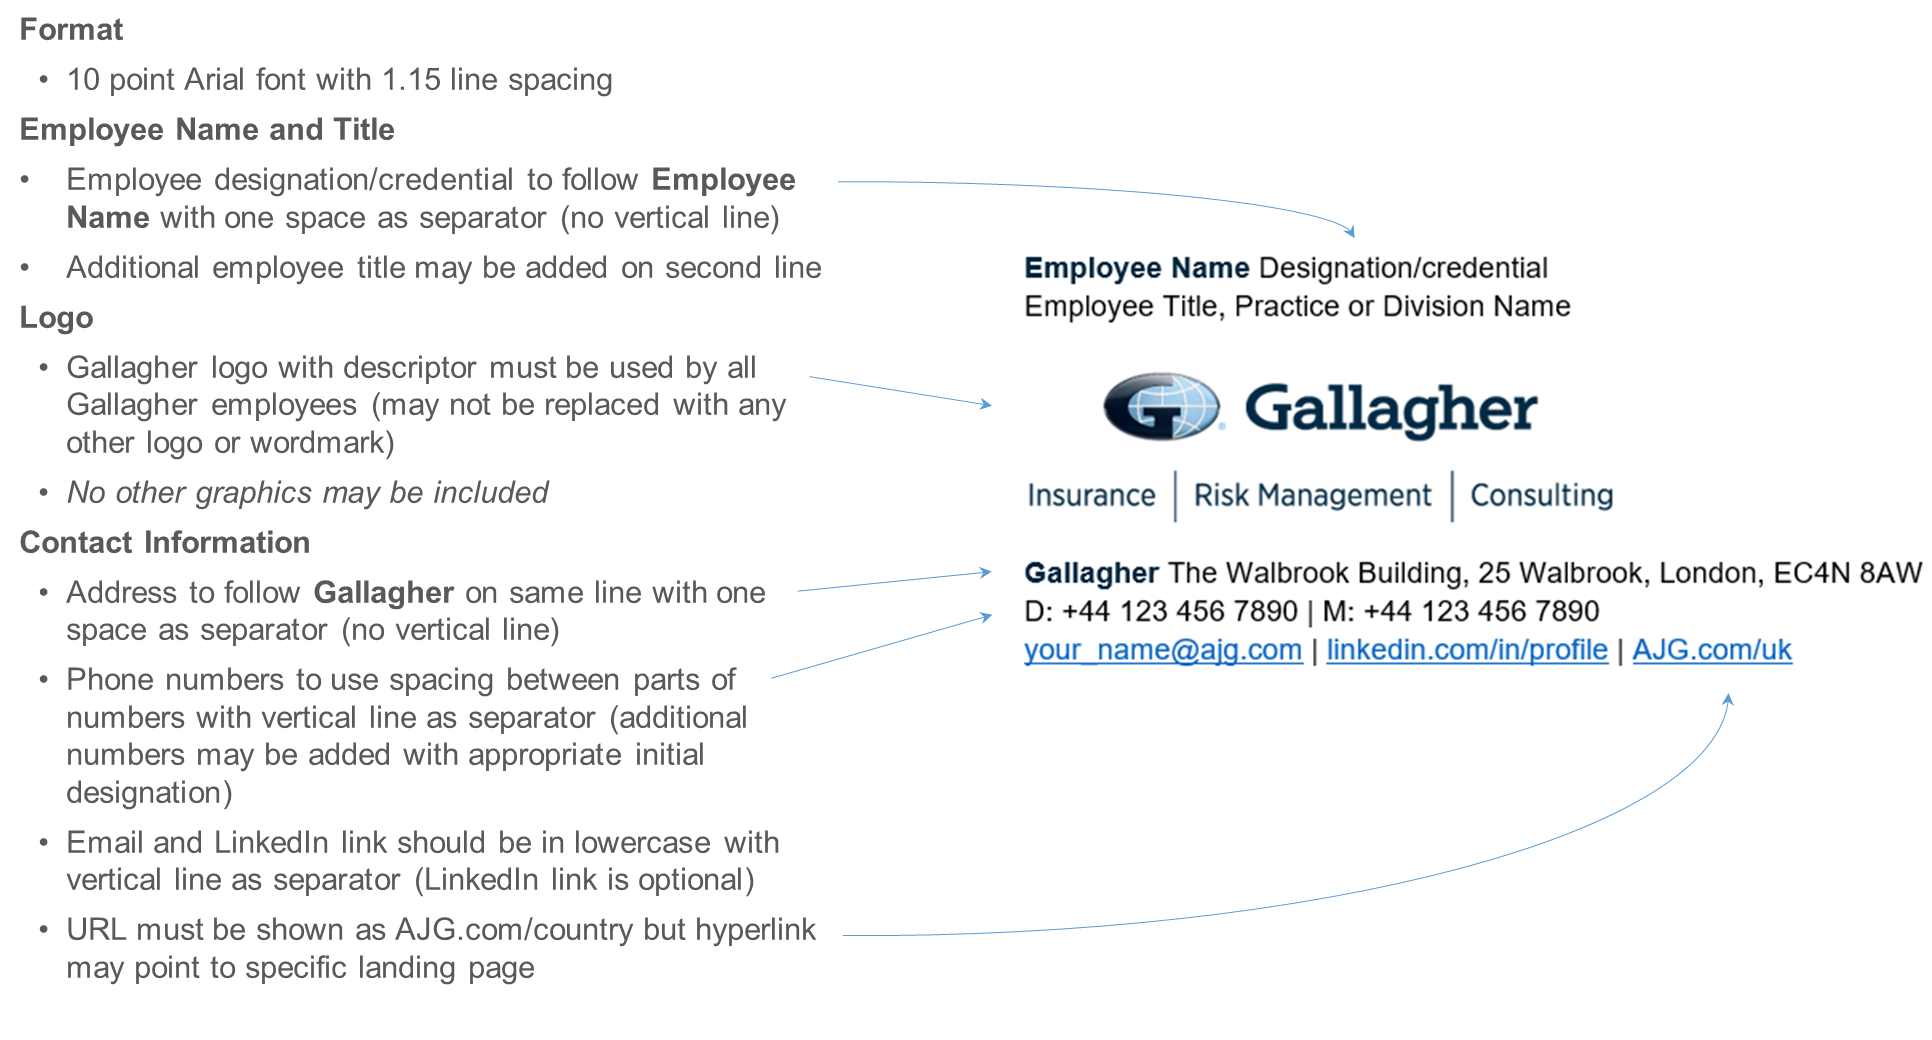 Format
• 10 point Arial font with 1.15 line spacing
Employee Name and Title
• Employee designation/credential to follow Employee
Name with one space as separator (no vertical line)
• Additional employee title may be added on second line
Logo
• Gallagher logo with descriptor must be used by all
Gallagher employees (may not be replaced with any
other logo or wordmark)
• No other graphics may be included
Contact Information
• Address to follow Gallagher on same line with one
space as separator (no vertical line)
• Phone numbers to use spacing between parts of
numbers with vertical line as separator (additional
numbers may be added with appropriate initial
designation)
• Email and LinkedIn link should be in lowercase with
vertical line as separator (LinkedIn link is optional)
• URL must be shown as AJG.com/country but hyperlink
may point to specific landing page
Employee Name Designation/credential
Employee Title, Practice or Division Name
G Gallagher
Insurance | Risk Management | Consulting
Gallagher The Walbrook Building, 25 Walbrook, London, EC4N 8AW
D: +44 123 456 7890 | M: +44 123 456 7890
your_name@ajg.com | linkedin.com/in/profile | AJG.com/uk